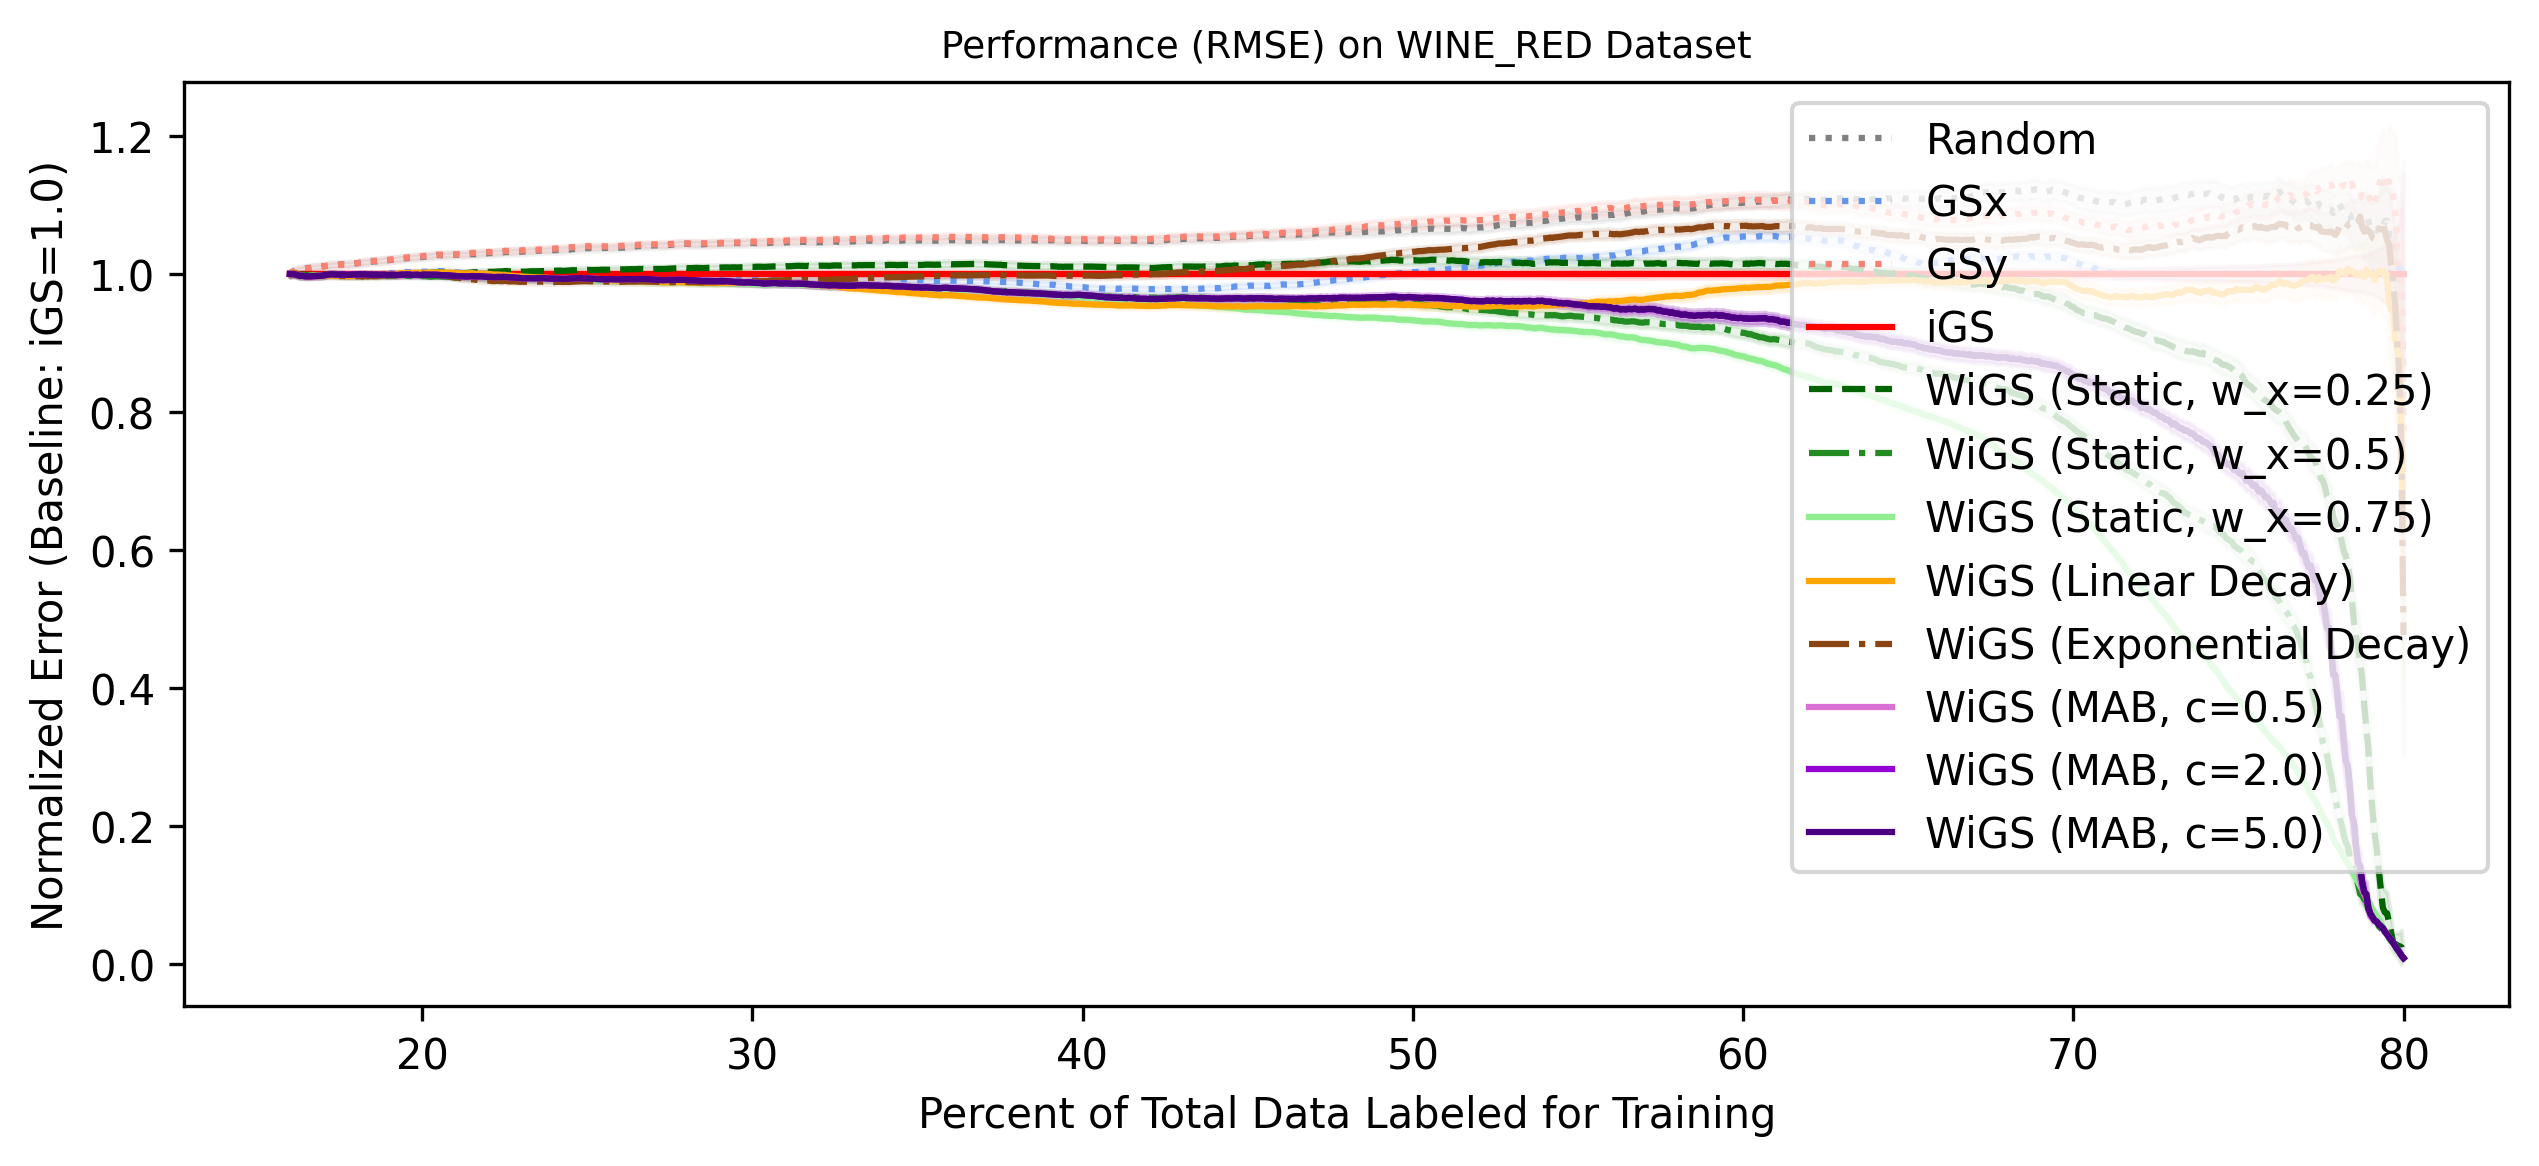 Performance (RMSE) on WINE_RED Dataset
Normalized Error (Baseline: iGS=1.0)
1.2
1.0
0.8
0.6
0.4
0.2
0.0
Random
GSx
GSy
iGS
WiGS (Static, w_x=0.25)
WiGS (Static, w_x=0.5)
WiGS (Static, w_x=0.75)
WiGS (Linear Decay)
WiGS (Exponential Decay)
WiGS (MAB, c=0.5)
WiGS (MAB, c=2.0)
WiGS (MAB, c=5.0)
20 30 40 50 60 70 80
Percent of Total Data Labeled for Training